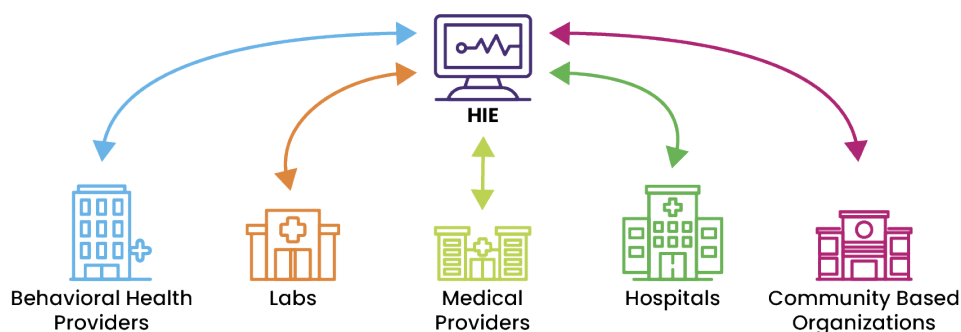 HIE
Behavioral Health
Providers
Labs
Medical
Providers
Hospitals
Community Based
Organizations